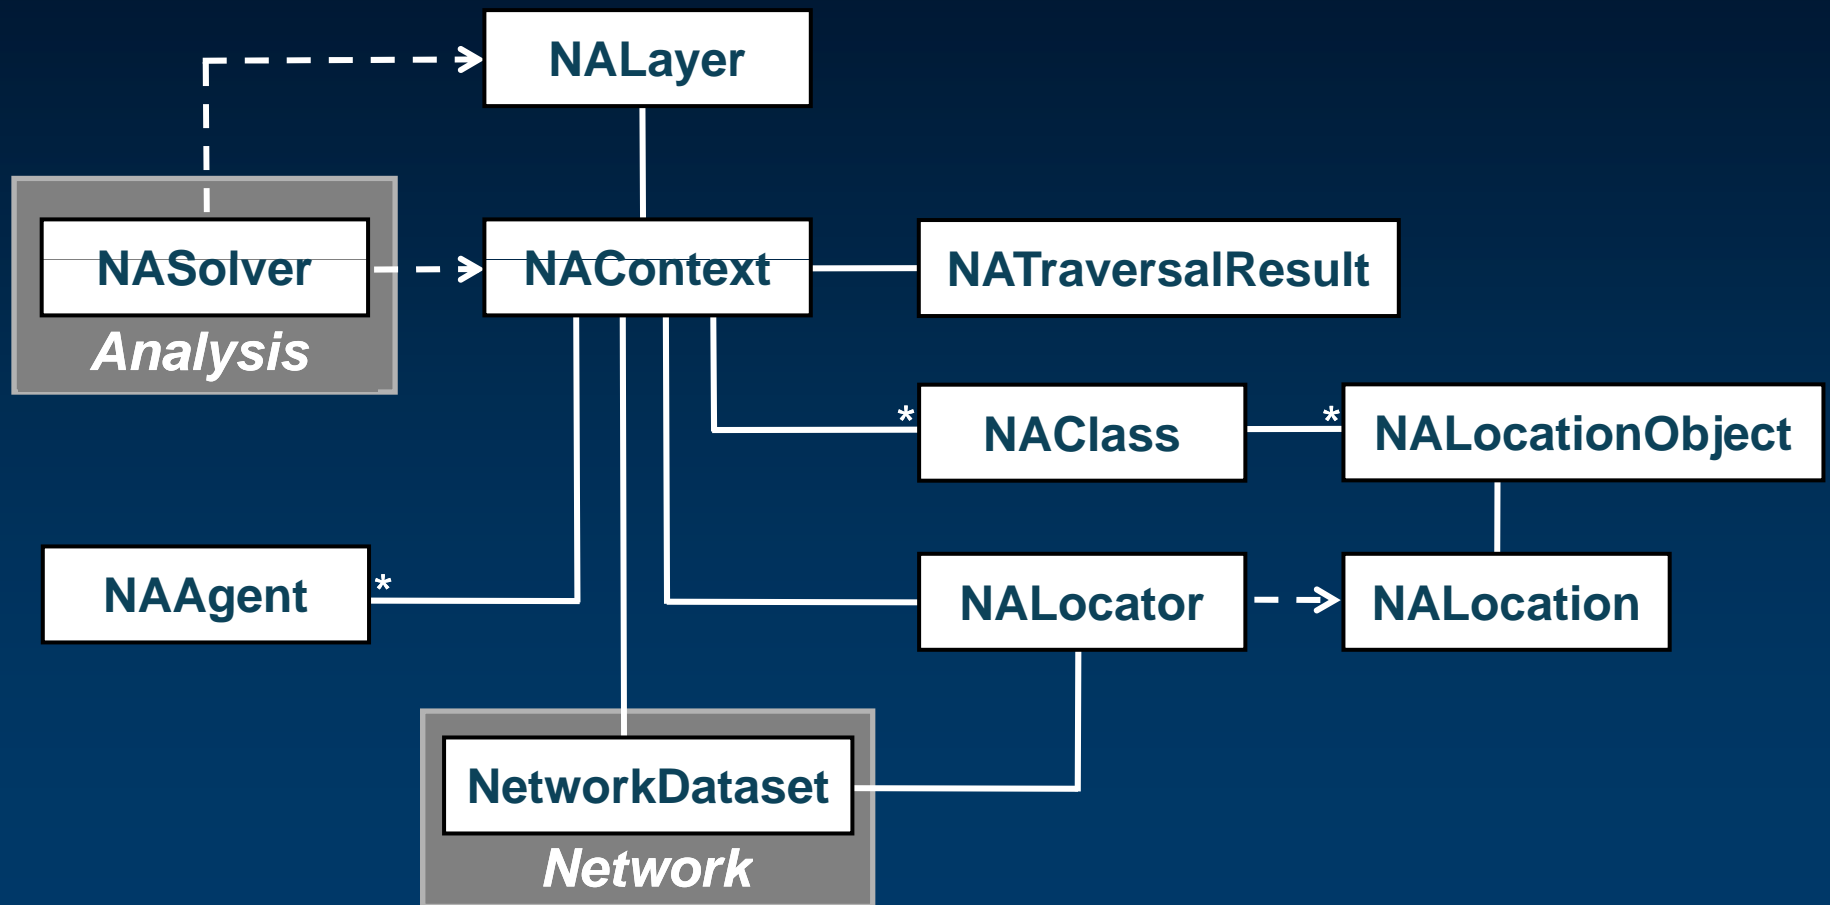 NALayer
NASolver
NAContext
NATraversalResult
Analysis
*
NAClass
*
NALocationObject
NAAgent
*
NALocator
NALocation
NetworkDataset
Network